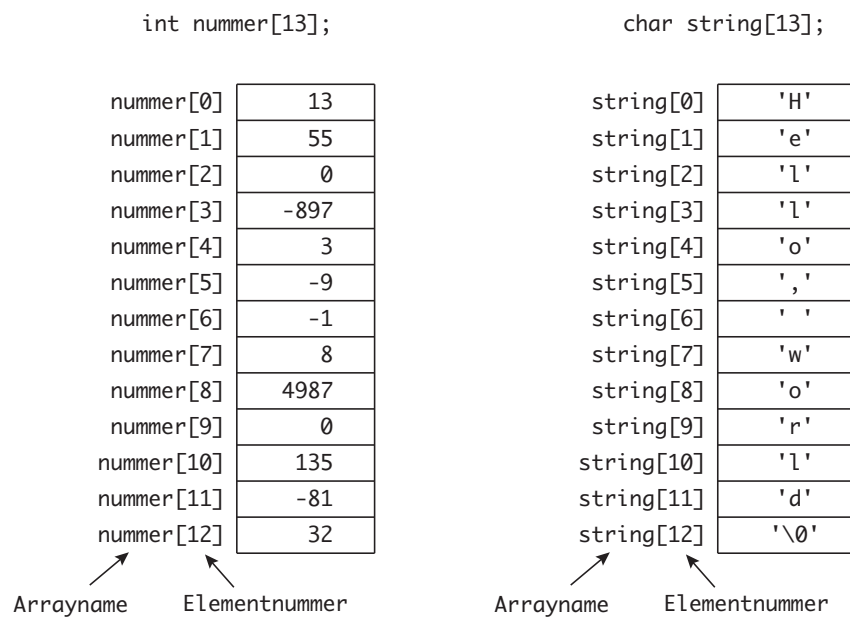 int nummer[13];
nummer[0] 13
nummer[1] 55
nummer[2] 0
nummer[3] -897
nummer[4] 3
nummer[5] -9
nummer[6] -1
nummer[7] 8
nummer[8] 4987
nummer[9] 0
nummer[10] 135
nummer[11] -81
nummer[12] 32
Arrayname Elementnummer
char string[13];
string[0] 'H'
string[1] 'e'
string[2] 'l'
string[3] 'l'
string[4] 'o'
string[5] ','
string[6] ' '
string[7] 'w'
string[8] 'o'
string[9] 'r'
string[10] 'l'
string[11] 'd'
string[12] '\0'
Arrayname Elementnummer